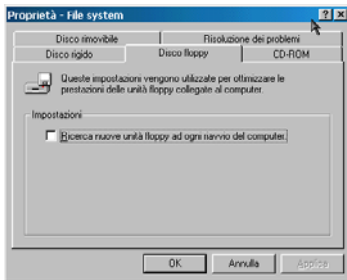 Proprietà - File system
Disco rimovibile
Risoluzione dei problemi
Disco rigido
Disco floppy
CD-ROM
Queste impostazioni vengono utilizzate per ottimizzare le
prestazioni delle unità floppy collegate al computer.
Impostazioni
Ricerca nuove unità floppy ad ogni riavvio del computer.
OK
Annulla
Applica